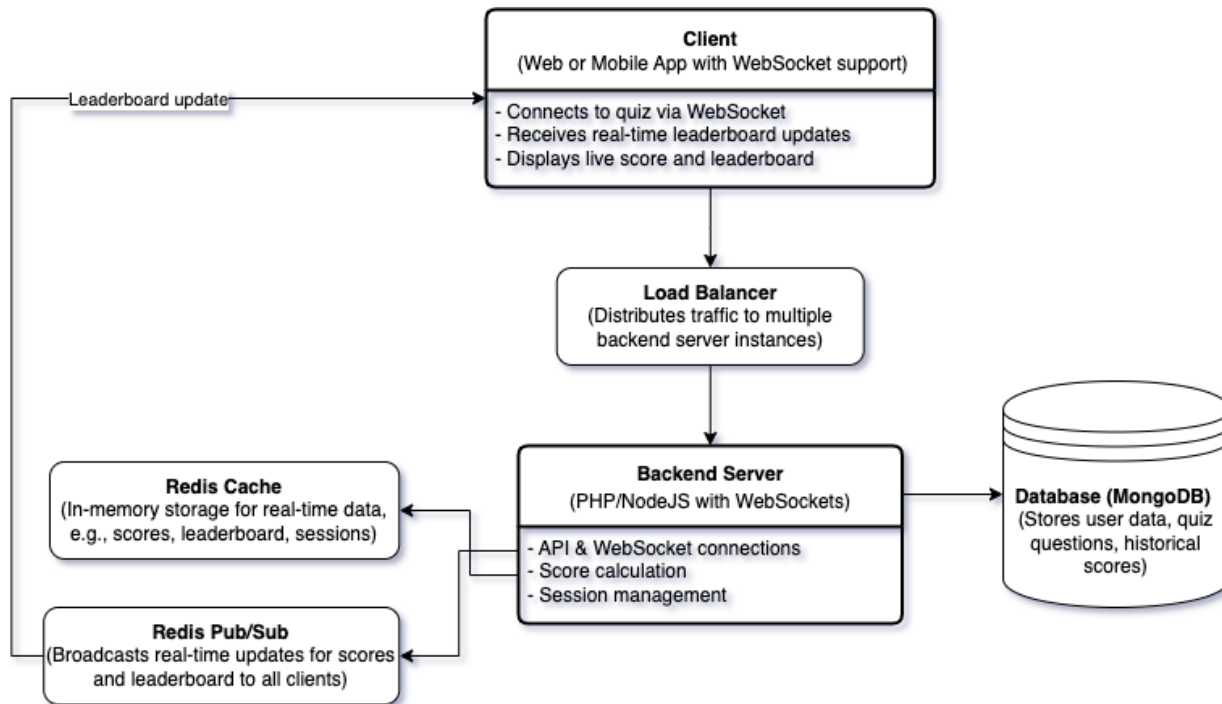 Client
(Web or Mobile App with WebSocket support)
- Connects to quiz via WebSocket
- Receives real-time leaderboard updates
- Displays live score and leaderboard
Leaderboard update
Load Balancer
(Distributes traffic to multiple
backend server instances)
Backend Server
(PHP/NodeJS with WebSockets)
- API & WebSocket connections
- Score calculation
- Session management
Database (MongoDB)
(Stores user data, quiz
questions, historical
scores)
Redis Cache
(In-memory storage for real-time data,
e.g., scores, leaderboard, sessions)
Redis Pub/Sub
(Broadcasts real-time updates for scores
and leaderboard to all clients)